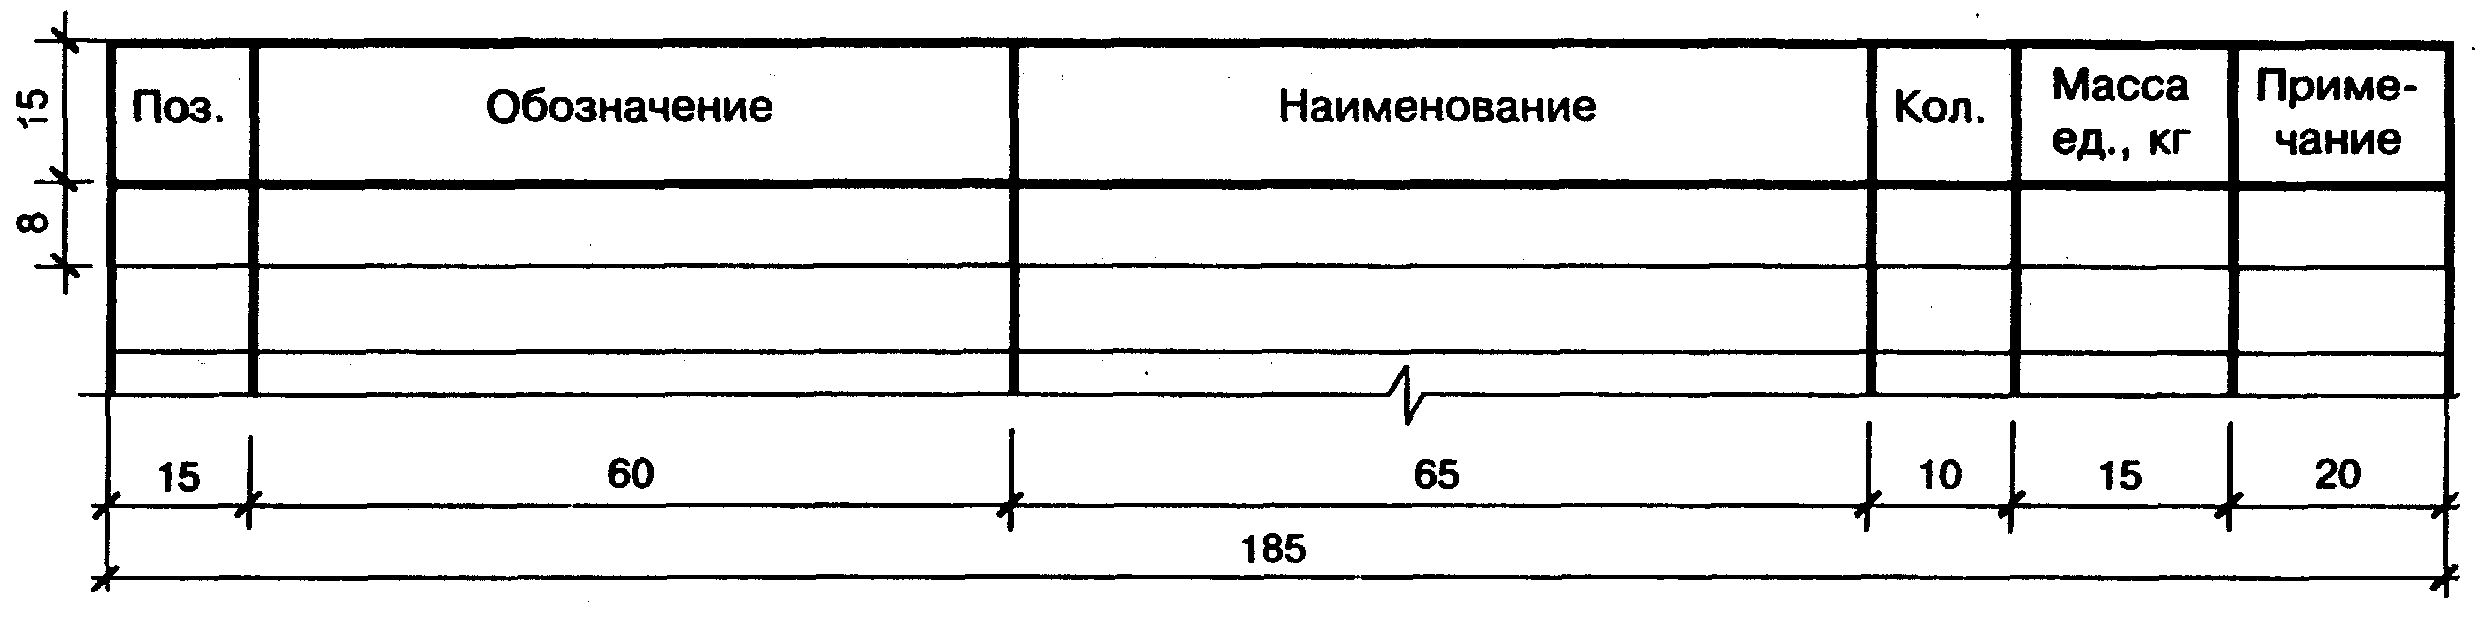 15
8
Поз.
Обозначение
Наименование
Кол.
Масса
ед., кг
Приме-
чание
15
60
65
10
15
20
185